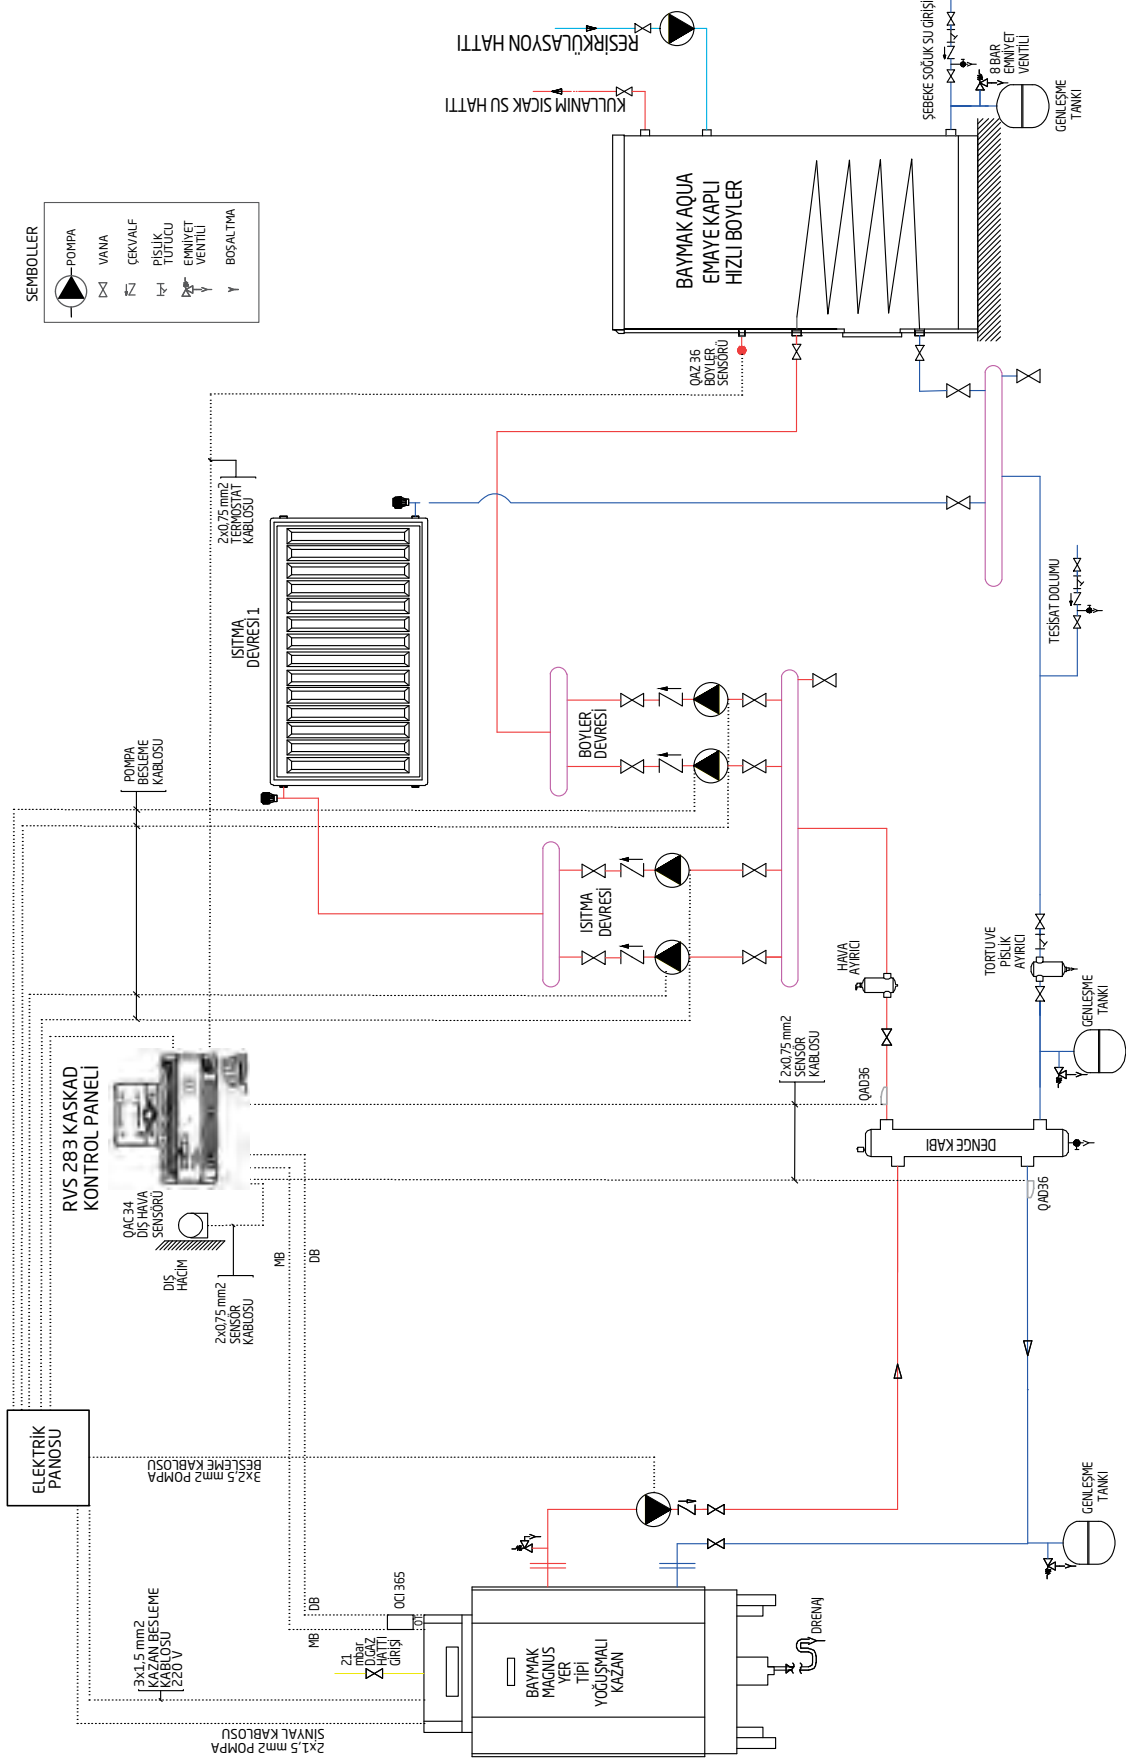 RESİRKÜLASYON HATTI
KULLANIM SICAK SU HATTI
ŞEBEKE SOĞUK SU GİRİŞİ
8 BAR
EMNİYET
VENTİLİ
GENLEŞME
TANKI
SEMBOLLER
POMPA
VANA
ÇEKVALF
PİSLİK
TUTUCU
EMNİYET
VENTİLİ
BOŞALTMA
BAYMAK AQUA
EMAYE KAPLI
HIZLI BOYLER
QAZ 36
BOYLER
SENSÖRÜ
2x0,75 mm2
TERMOSTAT
KABLOSU
ISITMA
DEVRESİ 1
TESİSAT DOLUMU
BOYLER
DEVRESİ
POMPA
BESLEME
KABLOSU
ISITMA
DEVRESİ
HAVA
AYIRICI
TORTU VE
PİSLİK
AYIRICI
GENLEŞME
TANKI
2x0,75 mm2
SENSÖR
KABLOSU
QAD36
DENGE KABI
QAD36
RVS 283 KASKAD
KONTROL PANELİ
QAC34
DIŞ HAVA
SENSÖRÜ
DIŞ
HACİM
2x0,75 mm2
SENSÖR
KABLOSU
MB
DB
ELEKTRİK
PANOSU
3x2,5 mm2 POMPA
BESLEME KABLOSU
GENLEŞME
TANKI
3x1,5 mm2
KAZAN BESLEME
KABLOSU
220 V
2x1,5 mm2 POMPA
SİNYAL KABLOSU
MB
DB
OCI 365
OT
21
mbar
D.GAZ
HATTI
GİRİŞİ
BAYMAK
MAGNUS
YER
TİPİ
YOĞUŞMALI
KAZAN
DRENAJ